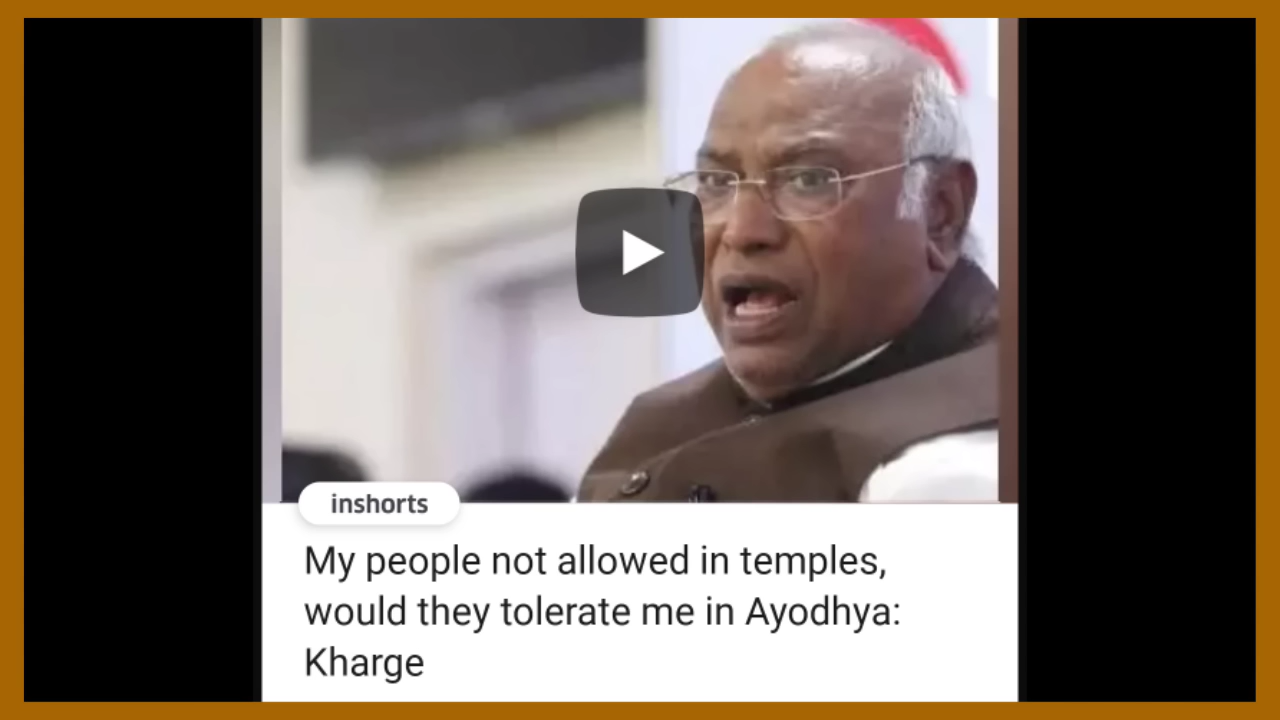 inshorts
My people not allowed in temples,
would they tolerate me in Ayodhya:
Kharge